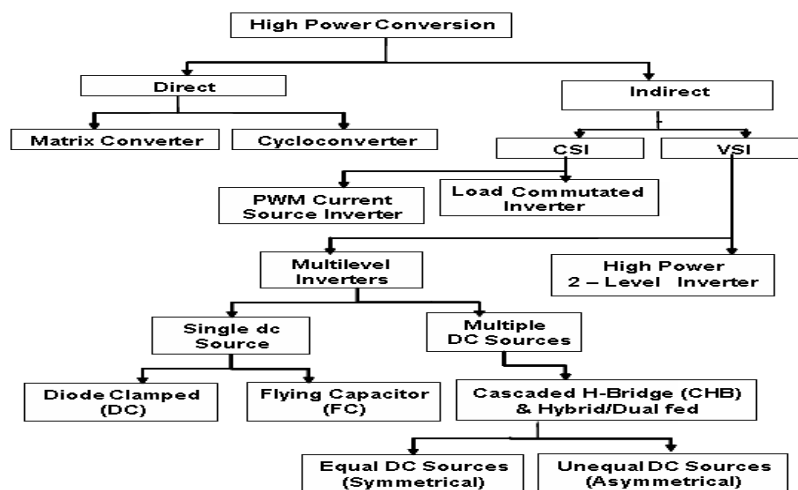 High Power Conversion
Direct
Indirect
Matrix Converter
Cycloconverter
CSI
VSI
PWM Current
Source Inverter
Load Commutated
Inverter
Multilevel
Inverters
High Power
2 – Level Inverter
Single dc
Source
Multiple
DC Sources
Diode Clamped
(DC)
Flying Capacitor
(FC)
Cascaded H-Bridge (CHB)
& Hybrid/Dual fed
Equal DC Sources
(Symmetrical)
Unequal DC Sources
(Asymmetrical)